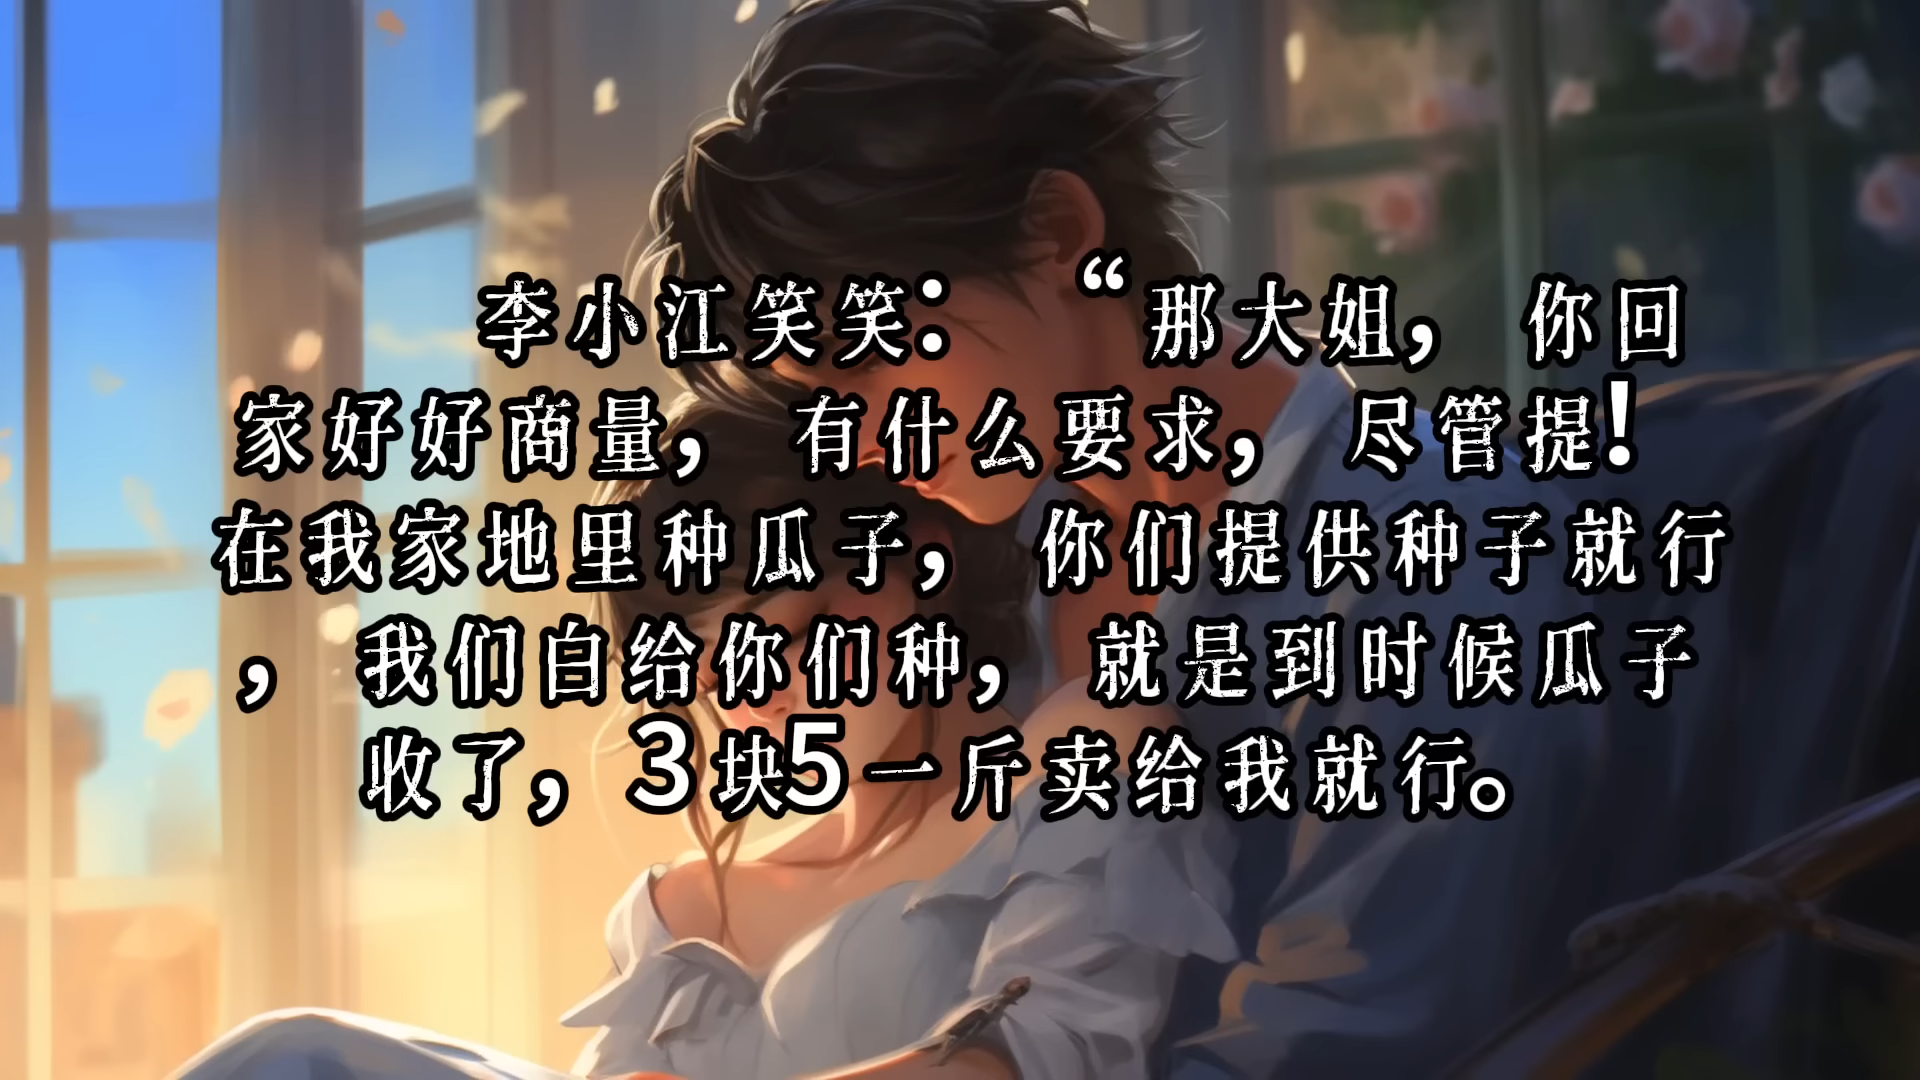 李小江笑笑：“那大姐，你回
家好好商量，有什么要求，尽管提！
在我家地里种瓜子，你们提供种子就行
，我们白给你们种，就是到时候瓜子
收了，3块5一斤卖给我就行。